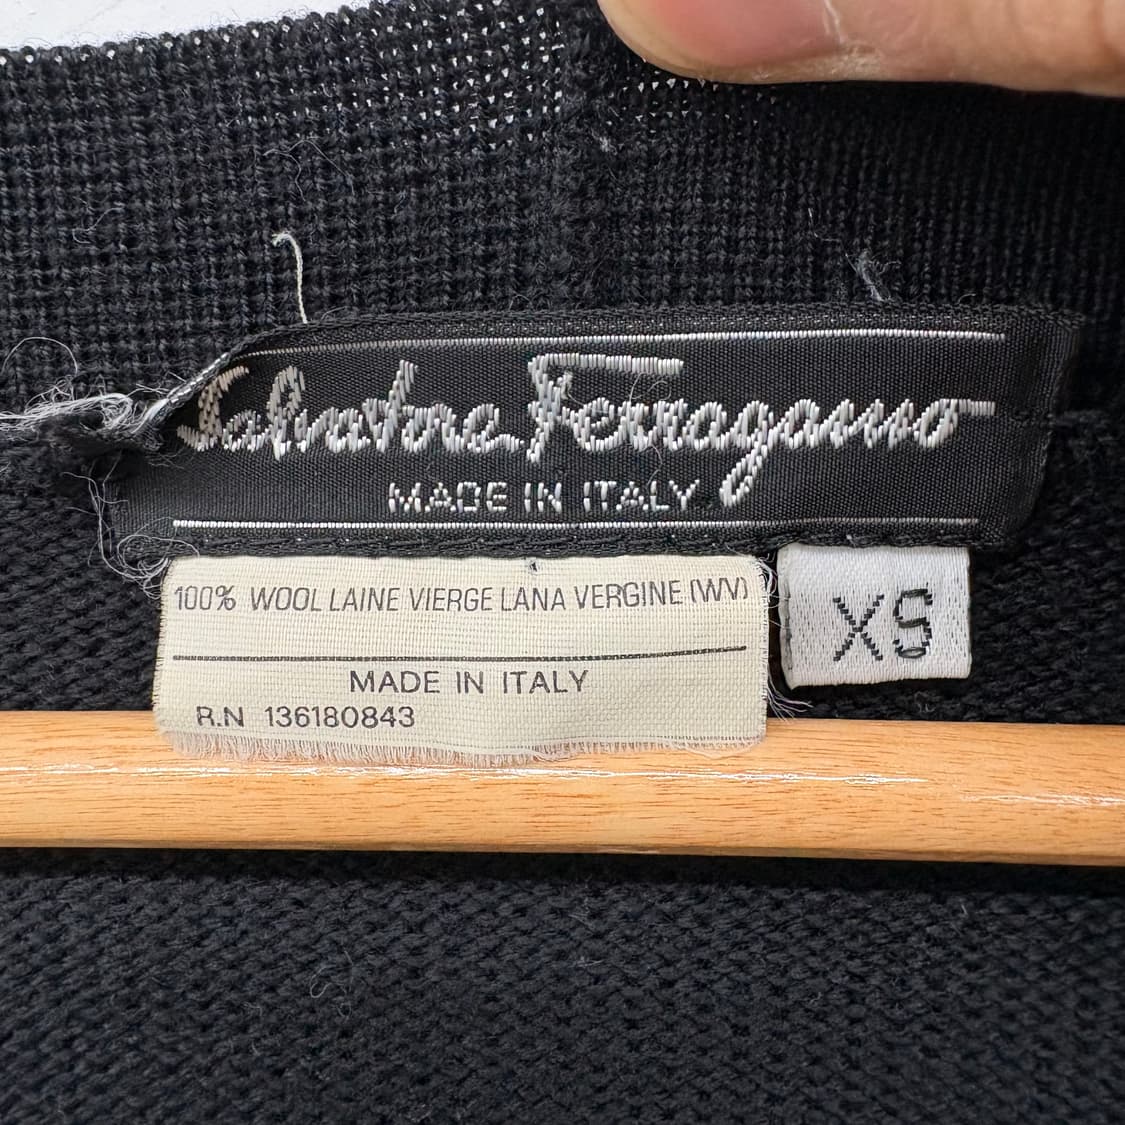 Salvatore Ferragamo
MADE IN ITALY
100% WOOL LAINE VIERGE LANA VERGINE (WV)
MADE IN ITALY
R.N 136180843
XS